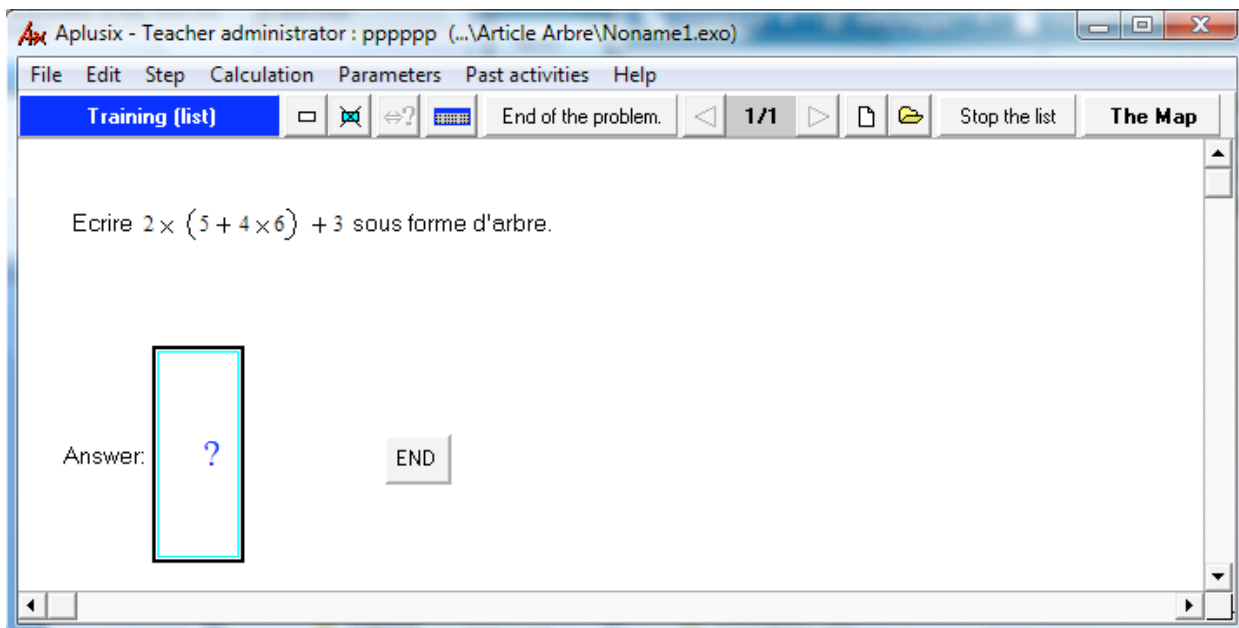 Aplusix - Teacher administrator : pppppp (...\Article Arbre\Noname1.exo)
File Edit Step Calculation Parameters Past activities Help
Training (list) ⇔? End of the problem. 1/1 Stop the list The Map
Ecrire 2 × (5 + 4 × 6) + 3 sous forme d'arbre.
Answer: ? END